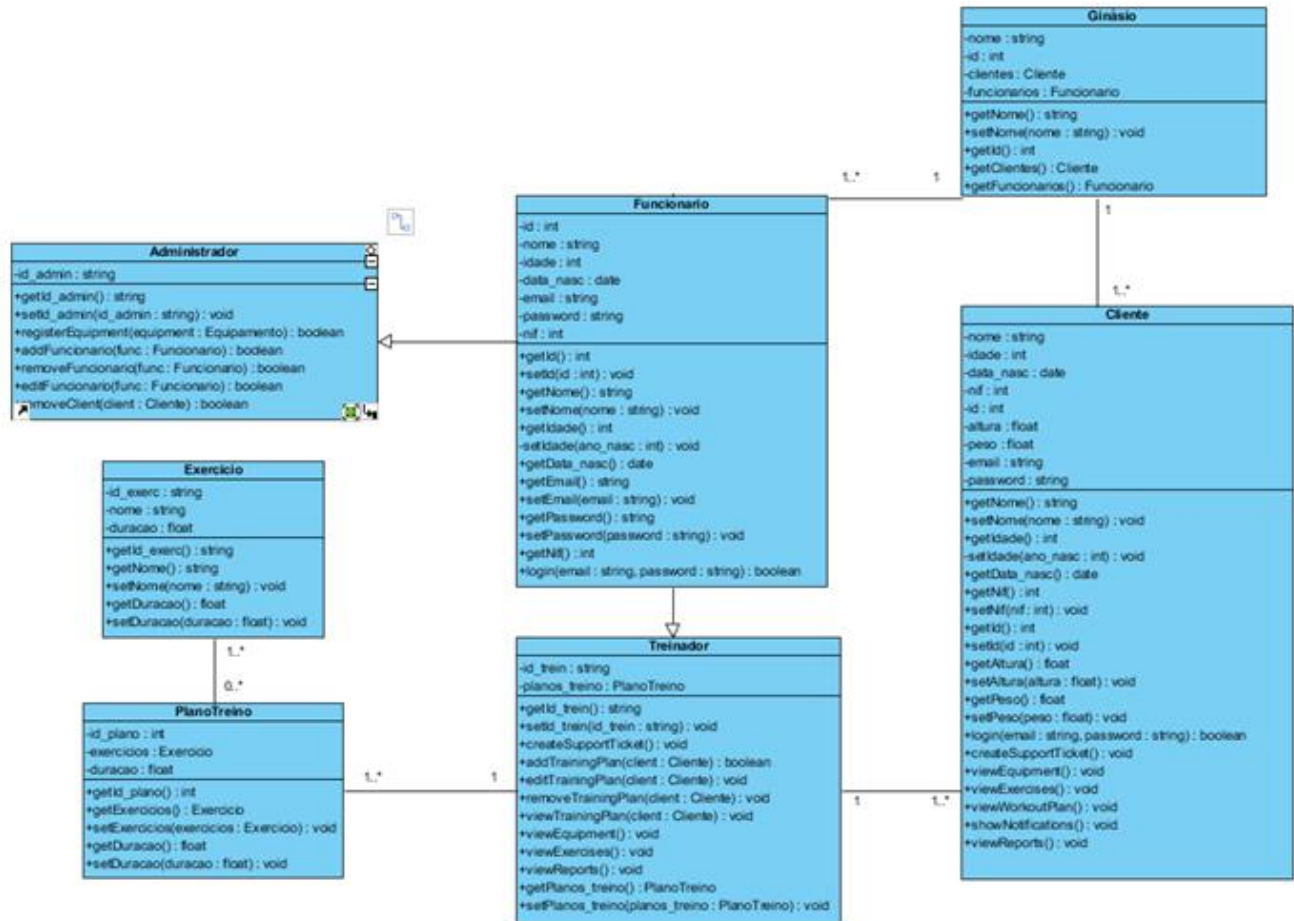 Ginásio
-nome : string
-id : int
-clientes : Cliente
-funcionarios : Funcionario
+getNome() : string
+setNome(nome : string) : void
+getId() : int
+getClientes() : Cliente
+getFuncionarios() : Funcionario
1..*
1
1
1..*
Funcionario
-id : int
-nome : string
-idade : int
-data_nasc : date
-email : string
-password : string
-nif : int
+getId() : int
+setId(id : int) : void
+getNome() : string
+setNome(nome : string) : void
+getIdade() : int
-setIdade(ano_nasc : int) : void
+getData_nasc() : date
+getEmail() : string
+setEmail(email : string) : void
+getPassword() : string
+setPassword(password : string) : void
+getNif() : int
+login(email : string, password : string) : boolean
Administrador
-id_admin : string
+getId_admin() : string
+setId_admin(id_admin : string) : void
+registerEquipment(equipment : Equipamento) : boolean
+addFuncionario(func : Funcionario) : boolean
+removeFuncionario(func : Funcionario) : boolean
+editFuncionario(func : Funcionario) : boolean
moveClient(client : Cliente) : boolean
Cliente
-nome : string
-idade : int
-data_nasc : date
-nif : int
-id : int
-altura : float
-peso : float
-email : string
-password : string
+getNome() : string
+setNome(nome : string) : void
+getIdade() : int
-setIdade(ano_nasc : int) : void
+getData_nasc() : date
+getNif() : int
+setNif(nif : int) : void
+getId() : int
+setId(id : int) : void
+getAltura() : float
+setAltura(altura : float) : void
+getPeso() : float
+setPeso(peso : float) : void
+login(email : string, password : string) : boolean
+createSupportTicket() : void
+viewEquipment() : void
+viewExercises() : void
+viewWorkoutPlan() : void
+showNotifications() : void
+viewReports() : void
Exercício
-id_exerc : string
-nome : string
-duracao : float
+getId_exerc() : string
+getNome() : string
+setNome(nome : string) : void
+getDuracao() : float
+setDuracao(duracao : float) : void
1..*
0..*
PlanoTreino
-id_plano : int
-exercicios : Exercicio
-duracao : float
+getId_plano() : int
+getExercicios() : Exercicio
+setExercicios(exercicios : Exercicio) : void
+getDuracao() : float
+setDuracao(duracao : float) : void
1..*
1
Treinador
-id_trein : string
-planos_treino : PlanoTreino
+getId_trein() : string
+setId_trein(id_trein : string) : void
+createSupportTicket() : void
+addTrainingPlan(client : Cliente) : boolean
+editTrainingPlan(client : Cliente) : void
+removeTrainingPlan(client : Cliente) : void
+viewTrainingPlan(client : Cliente) : void
+viewEquipment() : void
+viewExercises() : void
+viewReports() : void
+getPlanos_treino() : PlanoTreino
+setPlanos_treino(planos_treino : PlanoTreino) : void
1
1..*